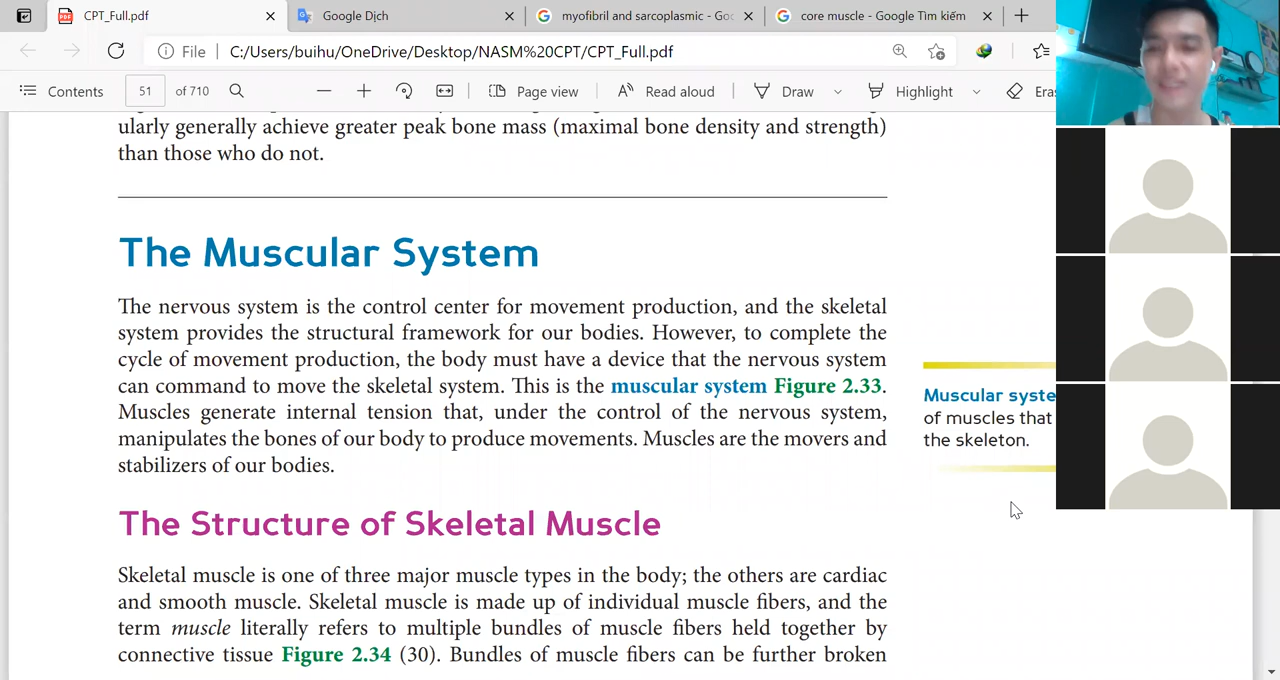 CPT_Full.pdf
Google Dịch
myofibril and sarcoplasmic - Goo
core muscle - Google Tìm kiếm
File
C:/Users/buihu/OneDrive/Desktop/NASM%20CPT/CPT_Full.pdf
Contents
51
of 710
Page view
Read aloud
Draw
Highlight
Eras
ularly generally achieve greater peak bone mass (maximal bone density and strength)
than those who do not.
The Muscular System
The nervous system is the control center for movement production, and the skeletal
system provides the structural framework for our bodies. However, to complete the
cycle of movement production, the body must have a device that the nervous system
can command to move the skeletal system. This is the muscular system Figure 2.33.
Muscles generate internal tension that, under the control of the nervous system,
manipulates the bones of our body to produce movements. Muscles are the movers and
stabilizers of our bodies.
Muscular syste
of muscles that
the skeleton.
The Structure of Skeletal Muscle
Skeletal muscle is one of three major muscle types in the body; the others are cardiac
and smooth muscle. Skeletal muscle is made up of individual muscle fibers, and the
term muscle literally refers to multiple bundles of muscle fibers held together by
connective tissue Figure 2.34 (30). Bundles of muscle fibers can be further broken